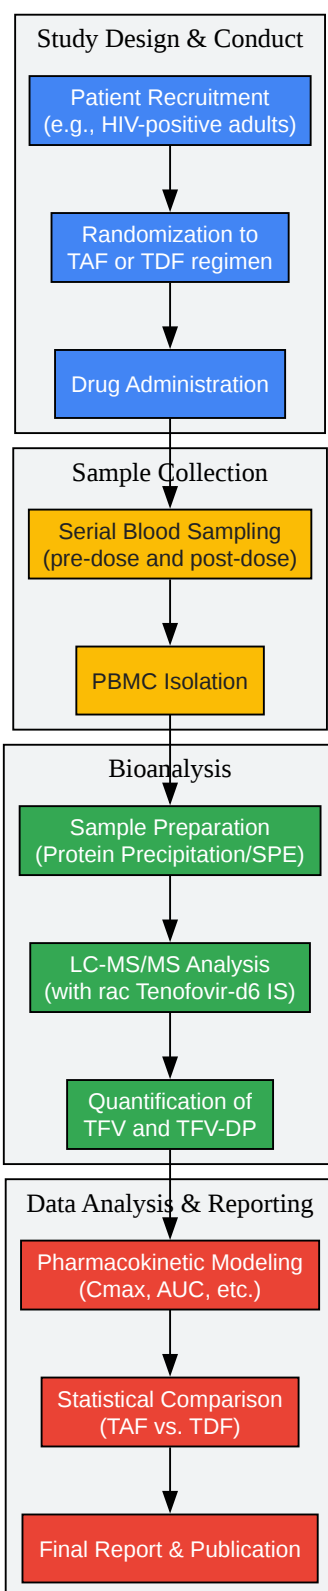 Study Design & Conduct
Patient Recruitment
(e.g., HIV-positive adults)
Randomization to
TAF or TDF regimen
Drug Administration
Sample Collection
Serial Blood Sampling
(pre-dose and post-dose)
PBMC Isolation
Bioanalysis
Sample Preparation
(Protein Precipitation/SPE)
LC-MS/MS Analysis
(with rac Tenofovir-d6 IS)
Quantification of
TFV and TFV-DP
Data Analysis & Reporting
Pharmacokinetic Modeling
(Cmax, AUC, etc.)
Statistical Comparison
(TAF vs. TDF)
Final Report & Publication